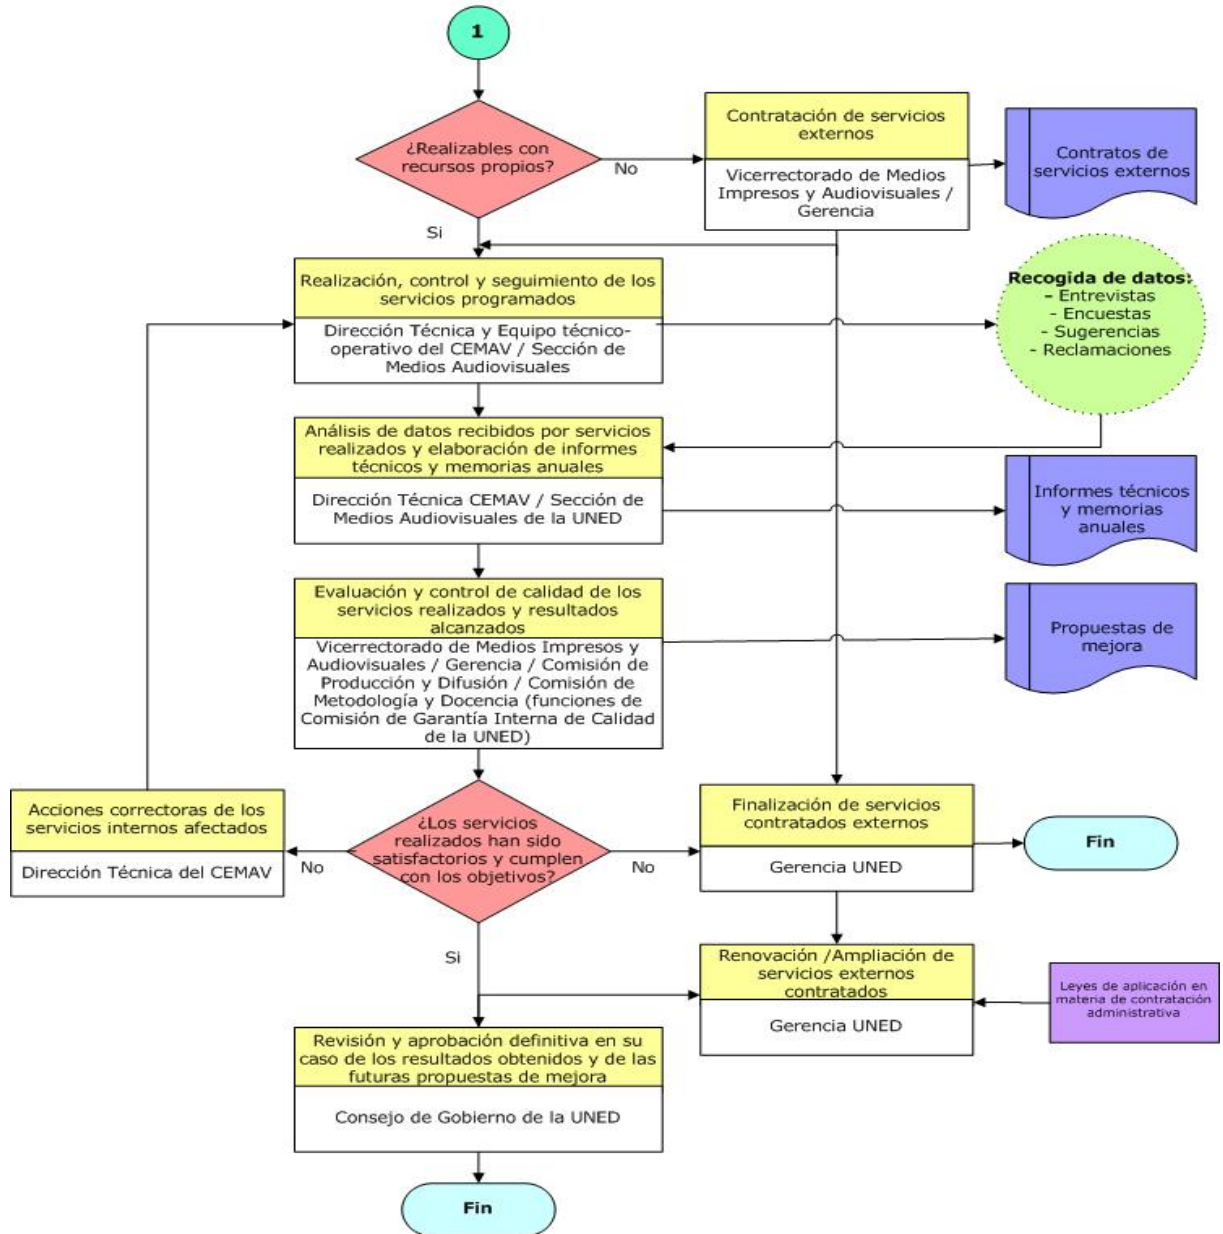 1
¿Realizables con
recursos propios?
No
Si
Contratación de servicios
externos
Vicerrectorado de Medios
Impresos y Audiovisuales /
Gerencia
Contratos de
servicios externos
Realización, control y seguimiento de los
servicios programados
Dirección Técnica y Equipo técnico-
operativo del CEMAV / Sección de
Medios Audiovisuales
Recogida de datos:
- Entrevistas
- Encuestas
- Sugerencias
- Reclamaciones
Análisis de datos recibidos por servicios
realizados y elaboración de informes
técnicos y memorias anuales
Dirección Técnica CEMAV / Sección de
Medios Audiovisuales de la UNED
Informes técnicos
y memorias
anuales
Evaluación y control de calidad de los
servicios realizados y resultados
alcanzados
Vicerrectorado de Medios Impresos y
Audiovisuales / Gerencia / Comisión de
Producción y Difusión / Comisión de
Metodología y Docencia (funciones de
Comisión de Garantía Interna de Calidad
de la UNED)
Propuestas de
mejora
Acciones correctoras de los
servicios internos afectados
Dirección Técnica del CEMAV
No
¿Los servicios
realizados han sido
satisfactorios y cumplen
con los objetivos?
No
Si
Finalización de servicios
contratados externos
Gerencia UNED
Fin
Renovación /Ampliación de
servicios externos
contratados
Gerencia UNED
Leyes de aplicación en
materia de contratación
administrativa
Revisión y aprobación definitiva en su
caso de los resultados obtenidos y de las
futuras propuestas de mejora
Consejo de Gobierno de la UNED
Fin